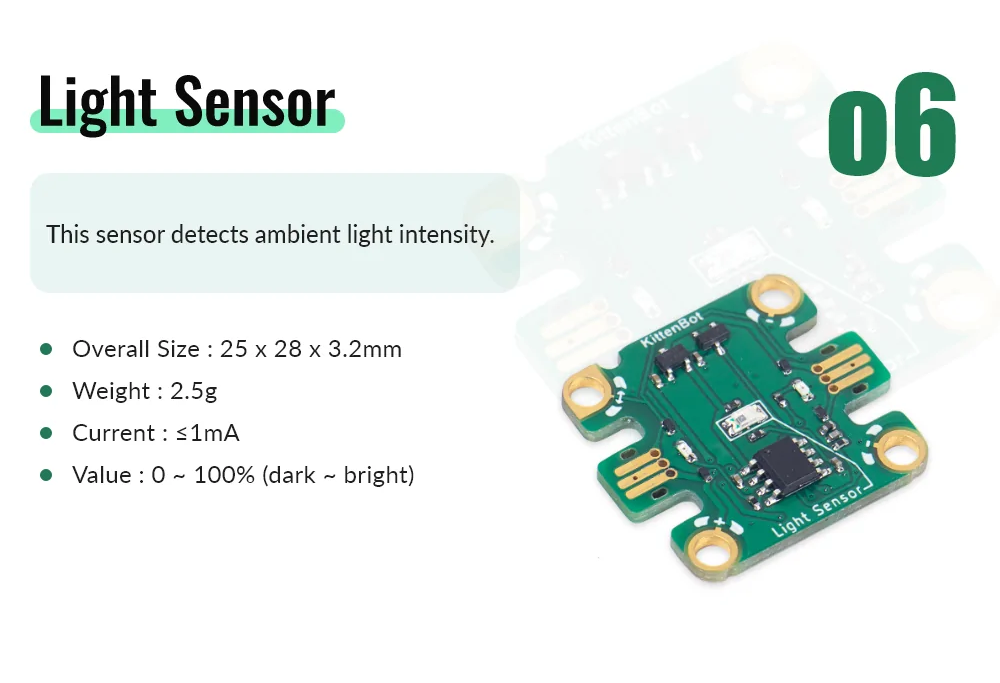 Light Sensor
06
This sensor detects ambient light intensity.
Overall Size : 25 x 28 x 3.2mm
Weight : 2.5g
Current : ≤1mA
Value : 0 ~ 100% (dark ~ bright)
KittenBot
KittenBot
Light Sensor